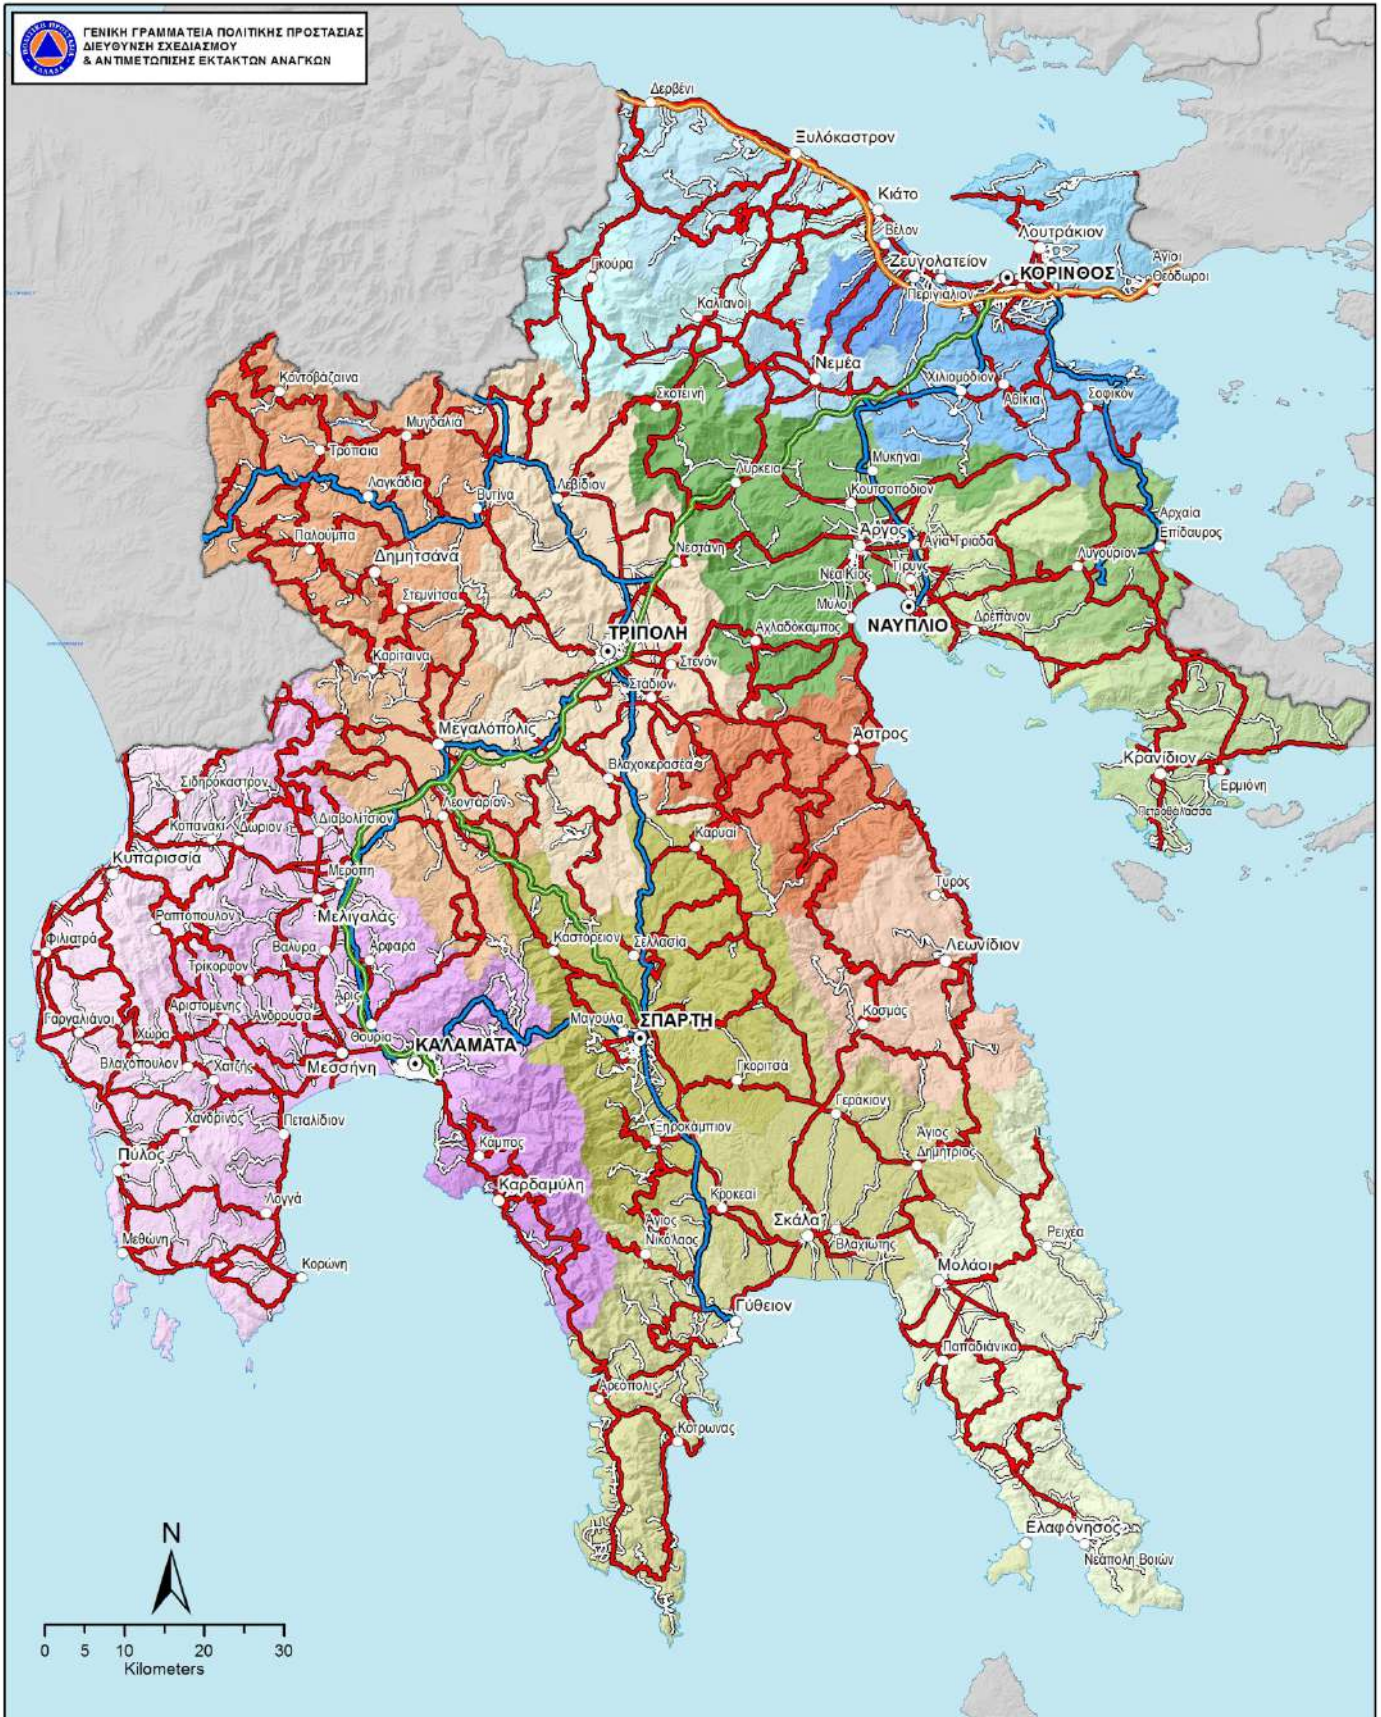 ΓΕΝΙΚΗ ΓΡΑΜΜΑΤΕΙΑ ΠΟΛΙΤΙΚΗΣ ΠΡΟΣΤΑΣΙΑΣ
ΔΙΕΥΘΥΝΣΗ ΣΧΕΔΙΑΣΜΟΥ
& ΑΝΤΙΜΕΤΩΠΙΣΗΣ ΕΚΤΑΚΤΩΝ ΑΝΑΓΚΩΝ
Δερβένι
Ξυλόκαστρον
Κιάτο
Βέλον
Λουτράκιον
Ζευγολατείον
ΚΟΡΙΝΘΟΣ
Άγιοι
Θεόδωροι
Γκούρα
Περιγιάλιον
Καλιανοί
Νεμέα
Κοντοβάζαινα
Χιλιομόδιον
Αθίκια
Σκοτεινή
Σοφικόν
Μυγδαλιά
Τρόπαια
Μυκήναι
Λύρκεια
Λαγκάδια
Βυτίνα
Λεβίδιον
Κουτσοπόδιον
Αρχαία
Επίδαυρος
Παλούμπα
Άργος
Αγία Τριάδα
Δημητσάνα
Νεστάνη
Λυγουριόν
Τίρυνς
Νέα Κίος
Στεμνίτσα
Μύλοι
ΝΑΥΠΛΙΟ
Δρέπανον
ΤΡΙΠΟΛΗ
Αχλαδόκαμπος
Καρίταινα
Στενόν
Στάδιον
Μεγαλόπολις
Άστρος
Κρανίδιον
Σιδηρόκαστρον
Βλαχοκερασέα
Ερμιόνη
Λεοντάριον
Πετροθάλασσα
Κοπανάκι
Δώριον
Διαβολίτσιον
Καρυαί
Κυπαρισσία
Μερόπη
Τυρός
Μελιγαλάς
Ραπτόπουλον
Φιλιατρά
Βαλύρα
Αρφαρά
Καστόρειον
Σελλασία
Λεωνίδιον
Τρίκορφον
Άρις
Αριστομένης
Ανδρούσα
Κοσμάς
Γαργαλιάνοι
Χώρα
Θουρία
Μαγούλα
ΣΠΑΡΤΗ
ΚΑΛΑΜΑΤΑ
Βλαχόπουλον
Χατζής
Μεσσήνη
Γκοριτσά
Χανδρινός
Πεταλίδιον
Γεράκιον
Ξηροκάμπιον
Άγιος
Δημήτριος
Πύλος
Κάμπος
Καρδαμύλη
Κροκεαί
Λογγά
Άγιος
Νικόλαος
Σκάλα
Βλαχιώτης
Ρειχέα
Μεθώνη
Κορώνη
Μολάοι
Γύθειον
Παπαδιάνικα
Αρεόπολις
Κότρωνας
Ελαφόνησος
Νεάπολη Βοιών
N
0 5 10 20 30
Kilometers